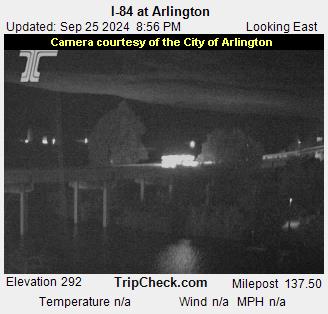 I-84 at Arlington
Updated: Sep 25 2024 8:56 PM Looking East
Camera courtesy of the City of Arlington
Elevation 292 TripCheck.com Milepost 137.50
Temperature n/a Wind n/a MPH n/a